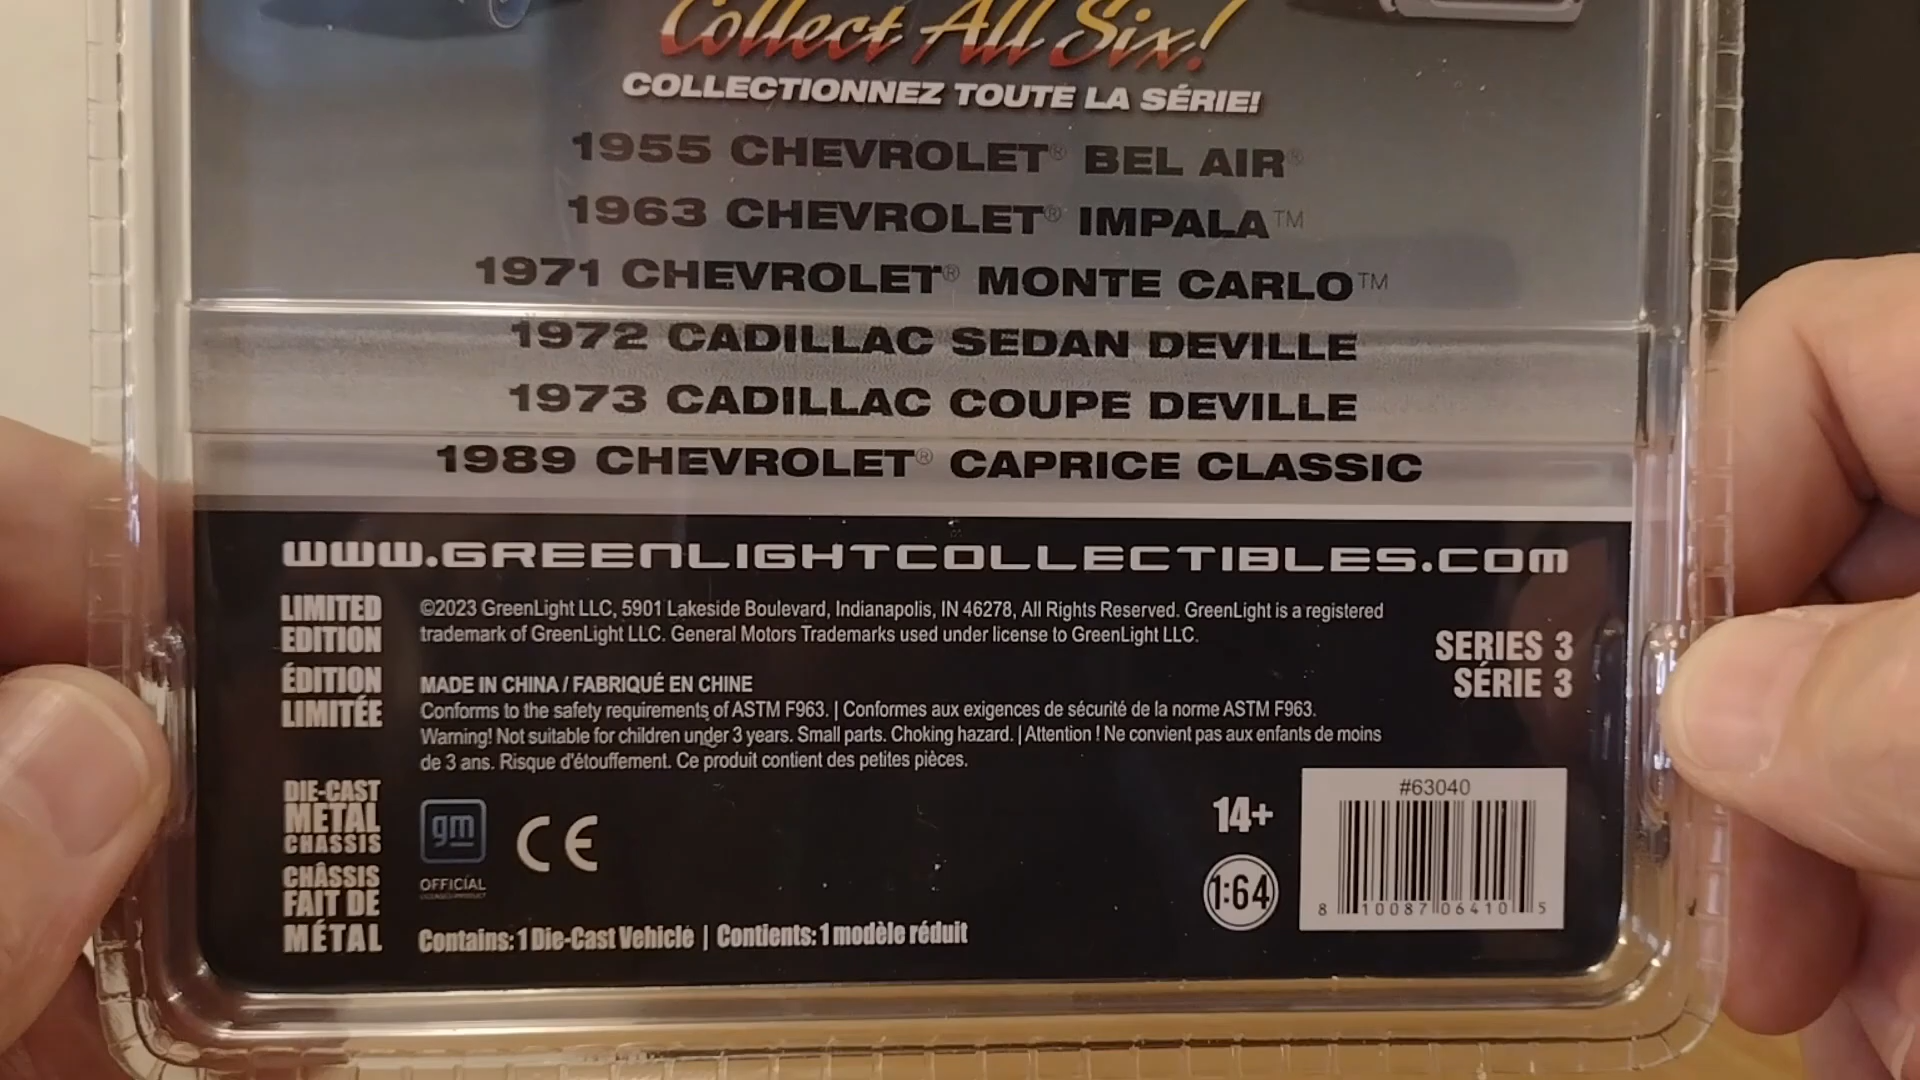 Collect All Six!
COLLECTIONNEZ TOUTE LA SÉRIE!
1955 CHEVROLET® BEL AIR®
1963 CHEVROLET® IMPALA™
1971 CHEVROLET® MONTE CARLO™
1972 CADILLAC SEDAN DEVILLE
1973 CADILLAC COUPE DEVILLE
1989 CHEVROLET® CAPRICE CLASSIC
WWW.GREENLIGHTCOLLECTIBLES.COM
LIMITED
EDITION
ÉDITION
LIMITÉE
©2023 GreenLight LLC, 5901 Lakeside Boulevard, Indianapolis, IN 46278, All Rights Reserved. GreenLight is a registered
trademark of GreenLight LLC. General Motors Trademarks used under license to GreenLight LLC.
SERIES 3
SÉRIE 3
MADE IN CHINA / FABRIQUÉ EN CHINE
Conforms to the safety requirements of ASTM F963. | Conformes aux exigences de sécurité de la norme ASTM F963.
Warning! Not suitable for children under 3 years. Small parts. Choking hazard. | Attention ! Ne convient pas aux enfants de moins
de 3 ans. Risque d'étouffement. Ce produit contient des petites pièces.
DIE-CAST
METAL
CHASSIS
CHÂSSIS
FAIT DE
MÉTAL
gm
OFFICIAL
CE
Contains: 1 Die-Cast Vehicle | Contients: 1 modèle réduit
14+
1:64
#63040
8 10087 06410 5